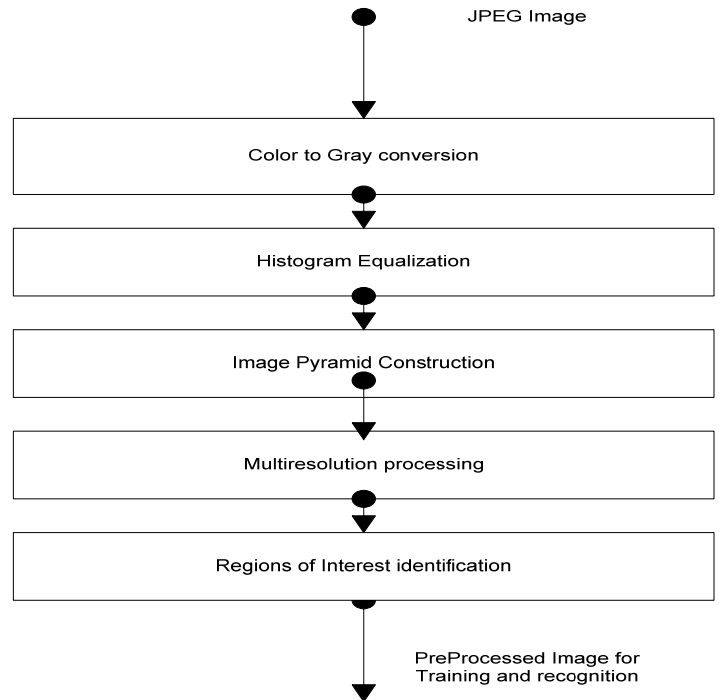 JPEG Image
Color to Gray conversion
Histogram Equalization
Image Pyramid Construction
Multiresolution processing
Regions of Interest identification
PreProcessed Image for
Training and recognition